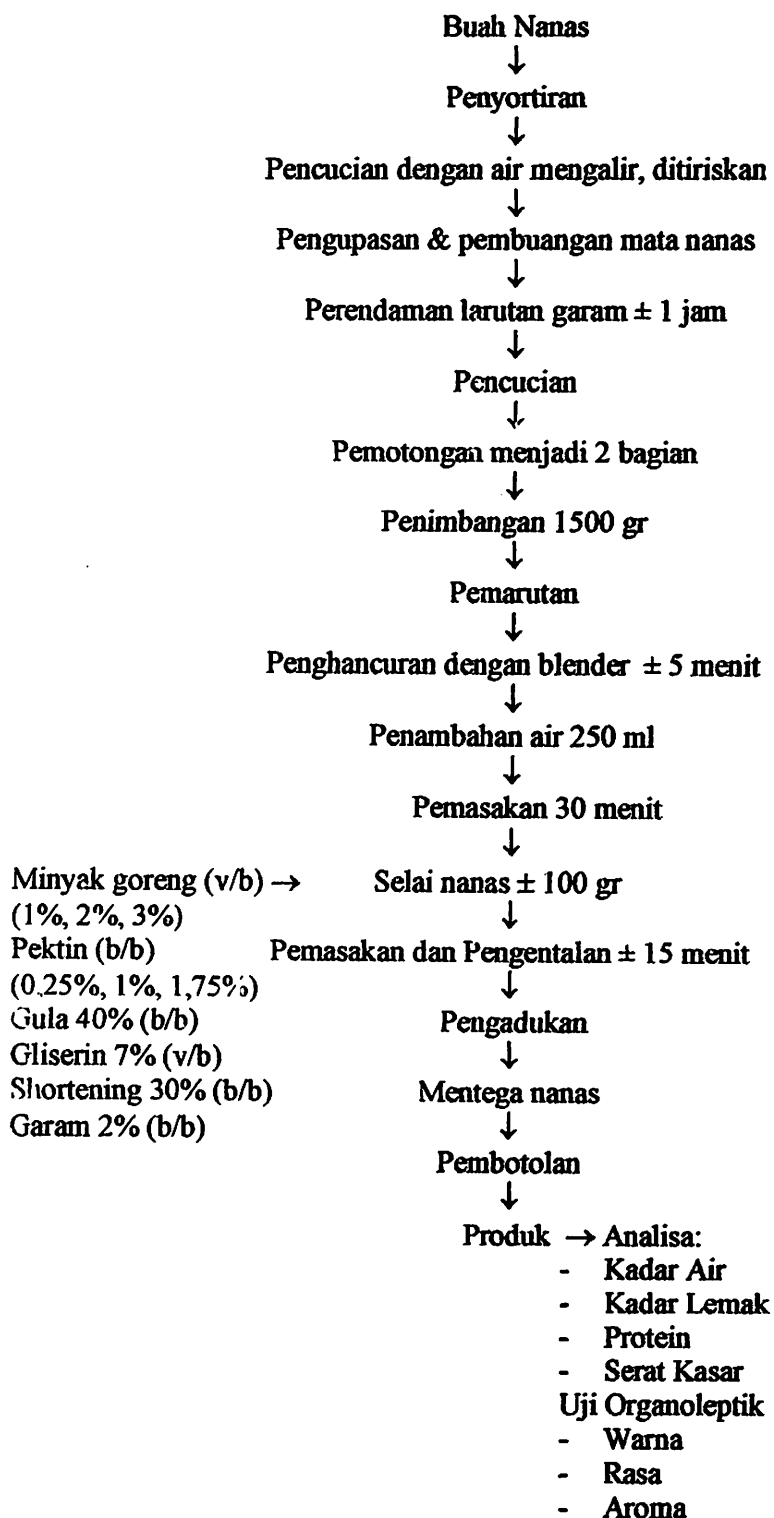 Buah Nanas
↓
Penyortiran
↓
Pencucian dengan air mengalir, ditiriskan
↓
Pengupasan & pembuangan mata nanas
↓
Perendaman larutan garam ± 1 jam
↓
Pencucian
↓
Pemotongan menjadi 2 bagian
↓
Penimbangan 1500 gr
↓
Pemarutan
↓
Penghancuran dengan blender ± 5 menit
↓
Penambahan air 250 ml
↓
Pemasakan 30 menit
↓
Minyak goreng (v/b) → Selai nanas ± 100 gr
(1%, 2%, 3%) ↓
Pektin (b/b) Pemasakan dan Pengentalan ± 15 menit
(0,25%, 1%, 1,75%) ↓
Gula 40% (b/b) Pengadukan
Gliserin 7% (v/b) ↓
Shortening 30% (b/b) Mentega nanas
Garam 2% (b/b) ↓
Pembotolan
↓
Produk → Analisa:
- Kadar Air
- Kadar Lemak
- Protein
- Serat Kasar
Uji Organoleptik
- Warna
- Rasa
- Aroma